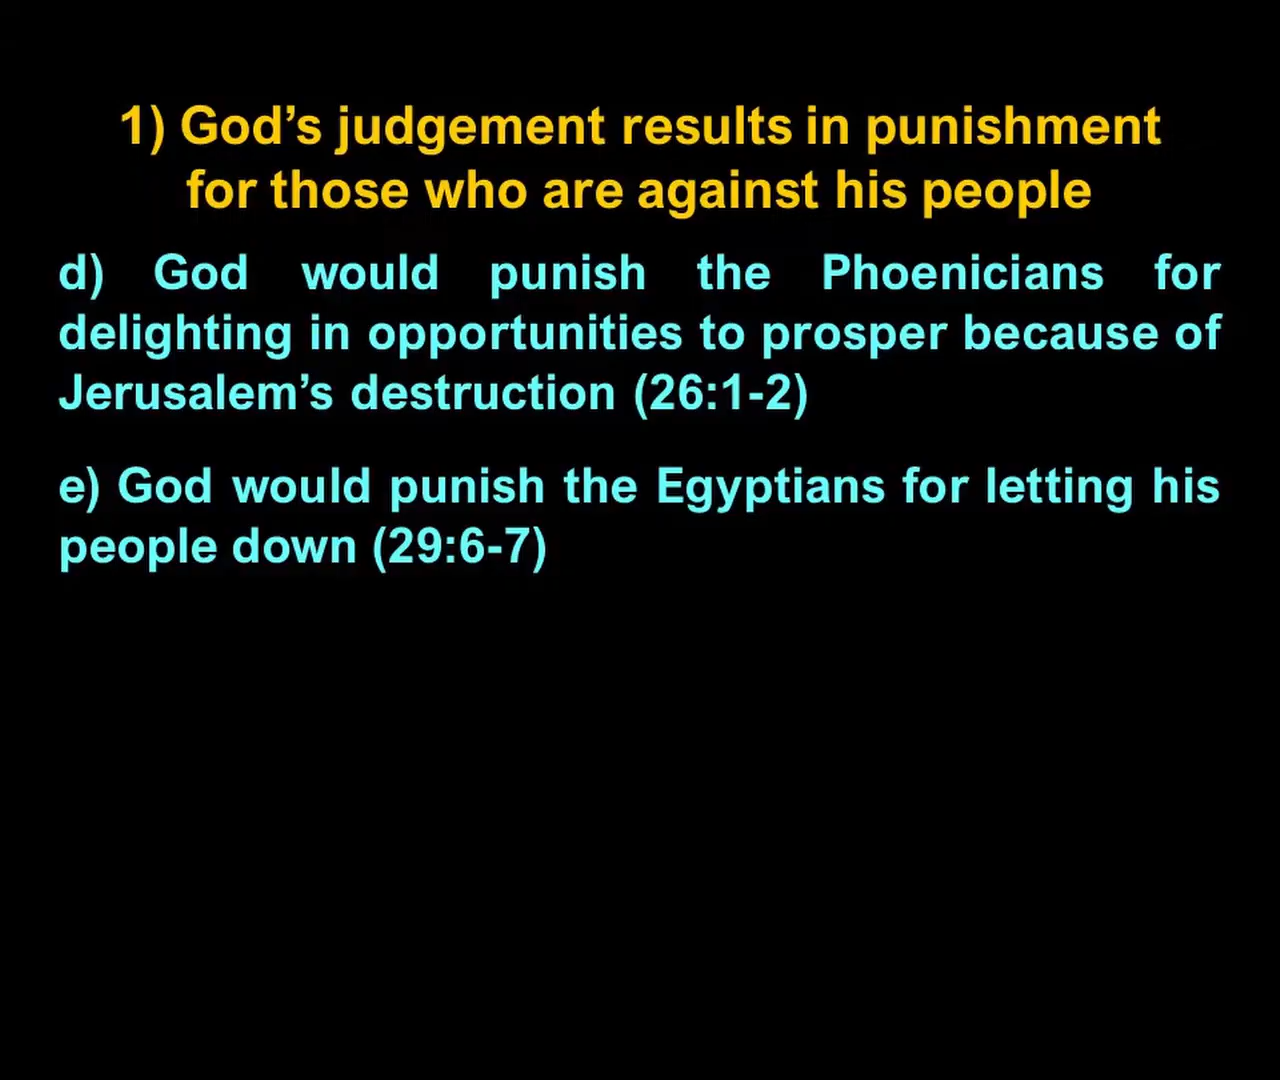 1) God’s judgement results in punishment
for those who are against his people
d) God would punish the Phoenicians for
delighting in opportunities to prosper because of
Jerusalem’s destruction (26:1-2)
e) God would punish the Egyptians for letting his
people down (29:6-7)